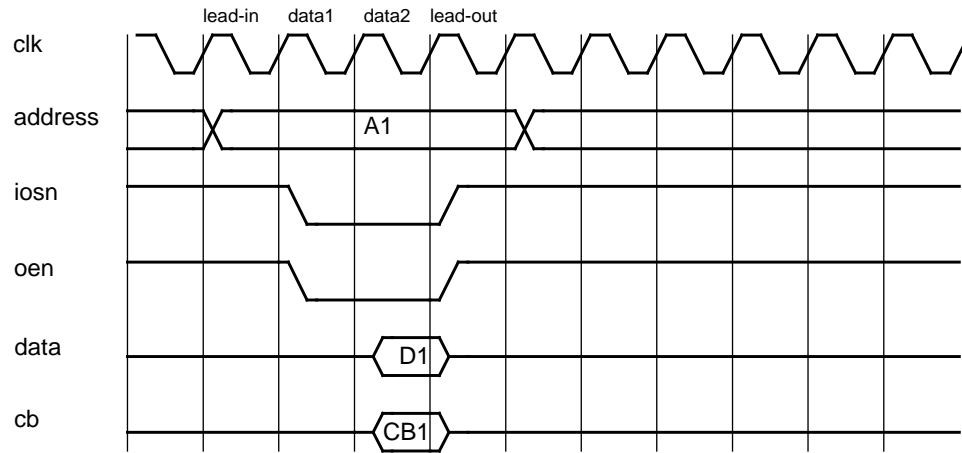 lead-in data1 data2 lead-out
clk
address A1
iosn
oen
data D1
cb CB1